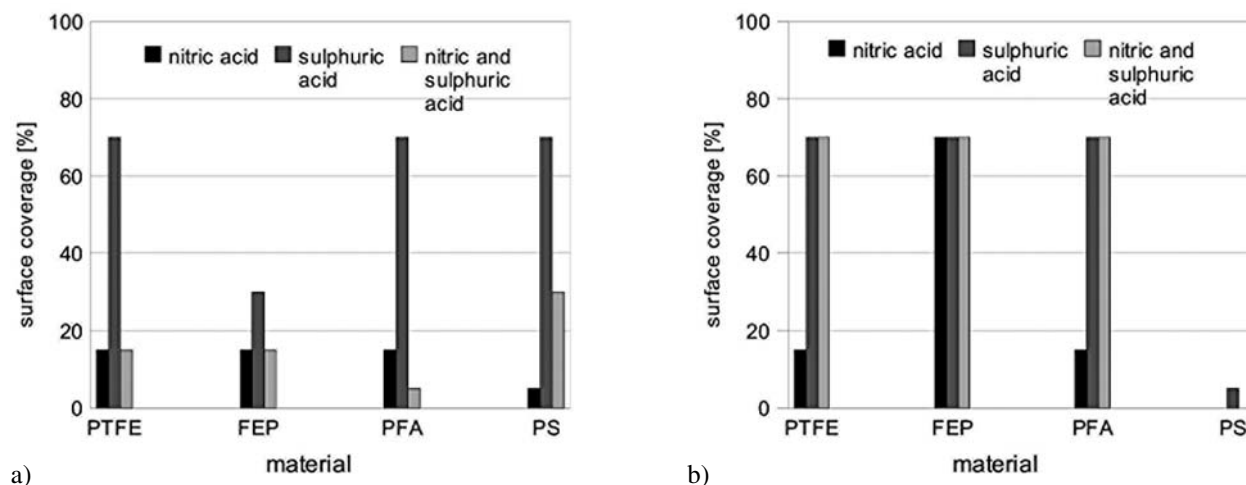 100
80
60
40
20
0
surface coverage [%]
nitric acid
sulphuric
acid
nitric and
sulphuric
acid
PTFE
FEP
PFA
PS
material
a)
100
80
60
40
20
0
surface coverage [%]
nitric acid
sulphuric
acid
nitric and
sulphuric
acid
PTFE
FEP
PFA
PS
material
b)